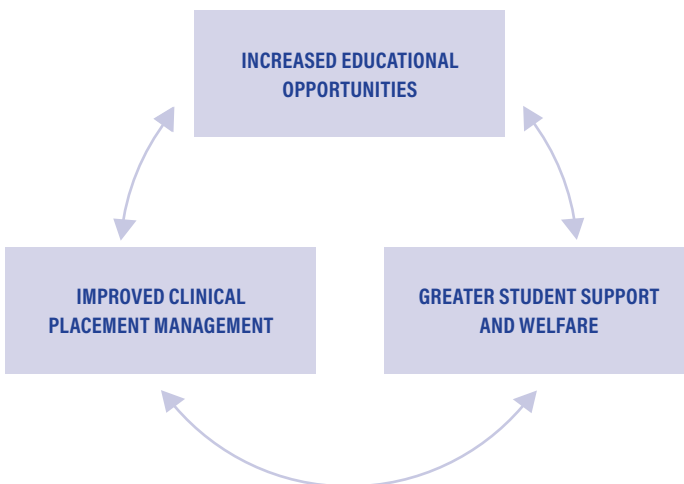 INCREASED EDUCATIONAL
OPPORTUNITIES
IMPROVED CLINICAL
PLACEMENT MANAGEMENT
GREATER STUDENT SUPPORT
AND WELFARE